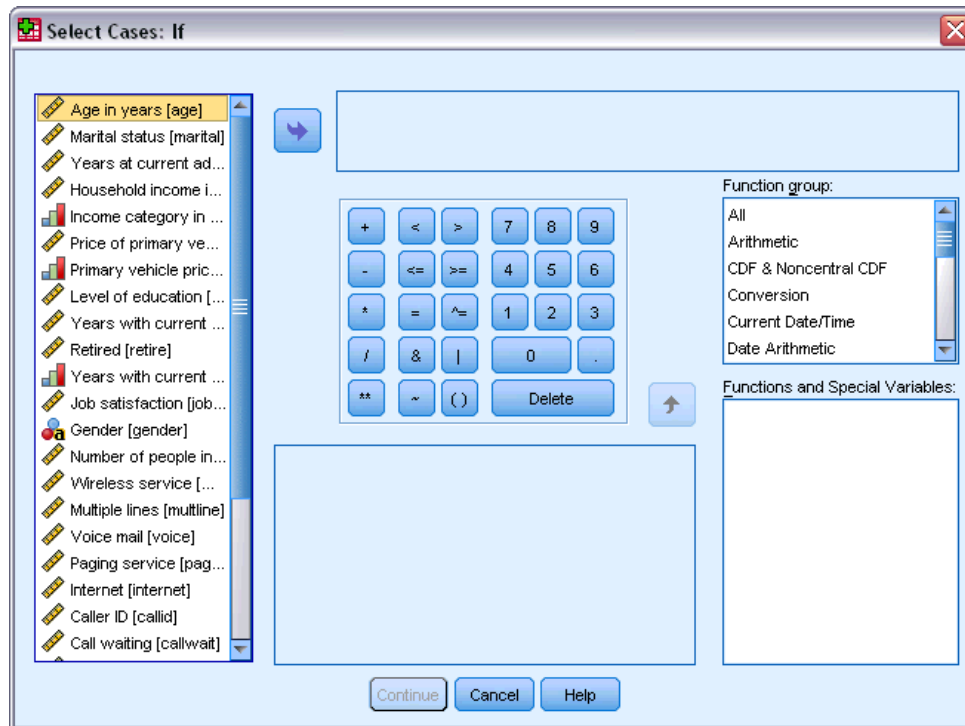 Select Cases: If
Age in years [age]
Marital status [marital]
Years at current ad...
Household income i...
Income category in ...
Price of primary ve...
Primary vehicle pric...
Level of education [...
Years with current ...
Retired [retire]
Years with current ...
Job satisfaction [job...
Gender [gender]
Number of people in...
Wireless service [...
Multiple lines [multline]
Voice mail [voice]
Paging service [pag...
Internet [internet]
Caller ID [callid]
Call waiting [callwait]
+ < > 7 8 9
- <= >= 4 5 6
* = ^= 1 2 3
/ & | 0 .
** ~ ( ) Delete
Function group:
All
Arithmetic
CDF & Noncentral CDF
Conversion
Current Date/Time
Date Arithmetic
Functions and Special Variables:
Continue Cancel Help